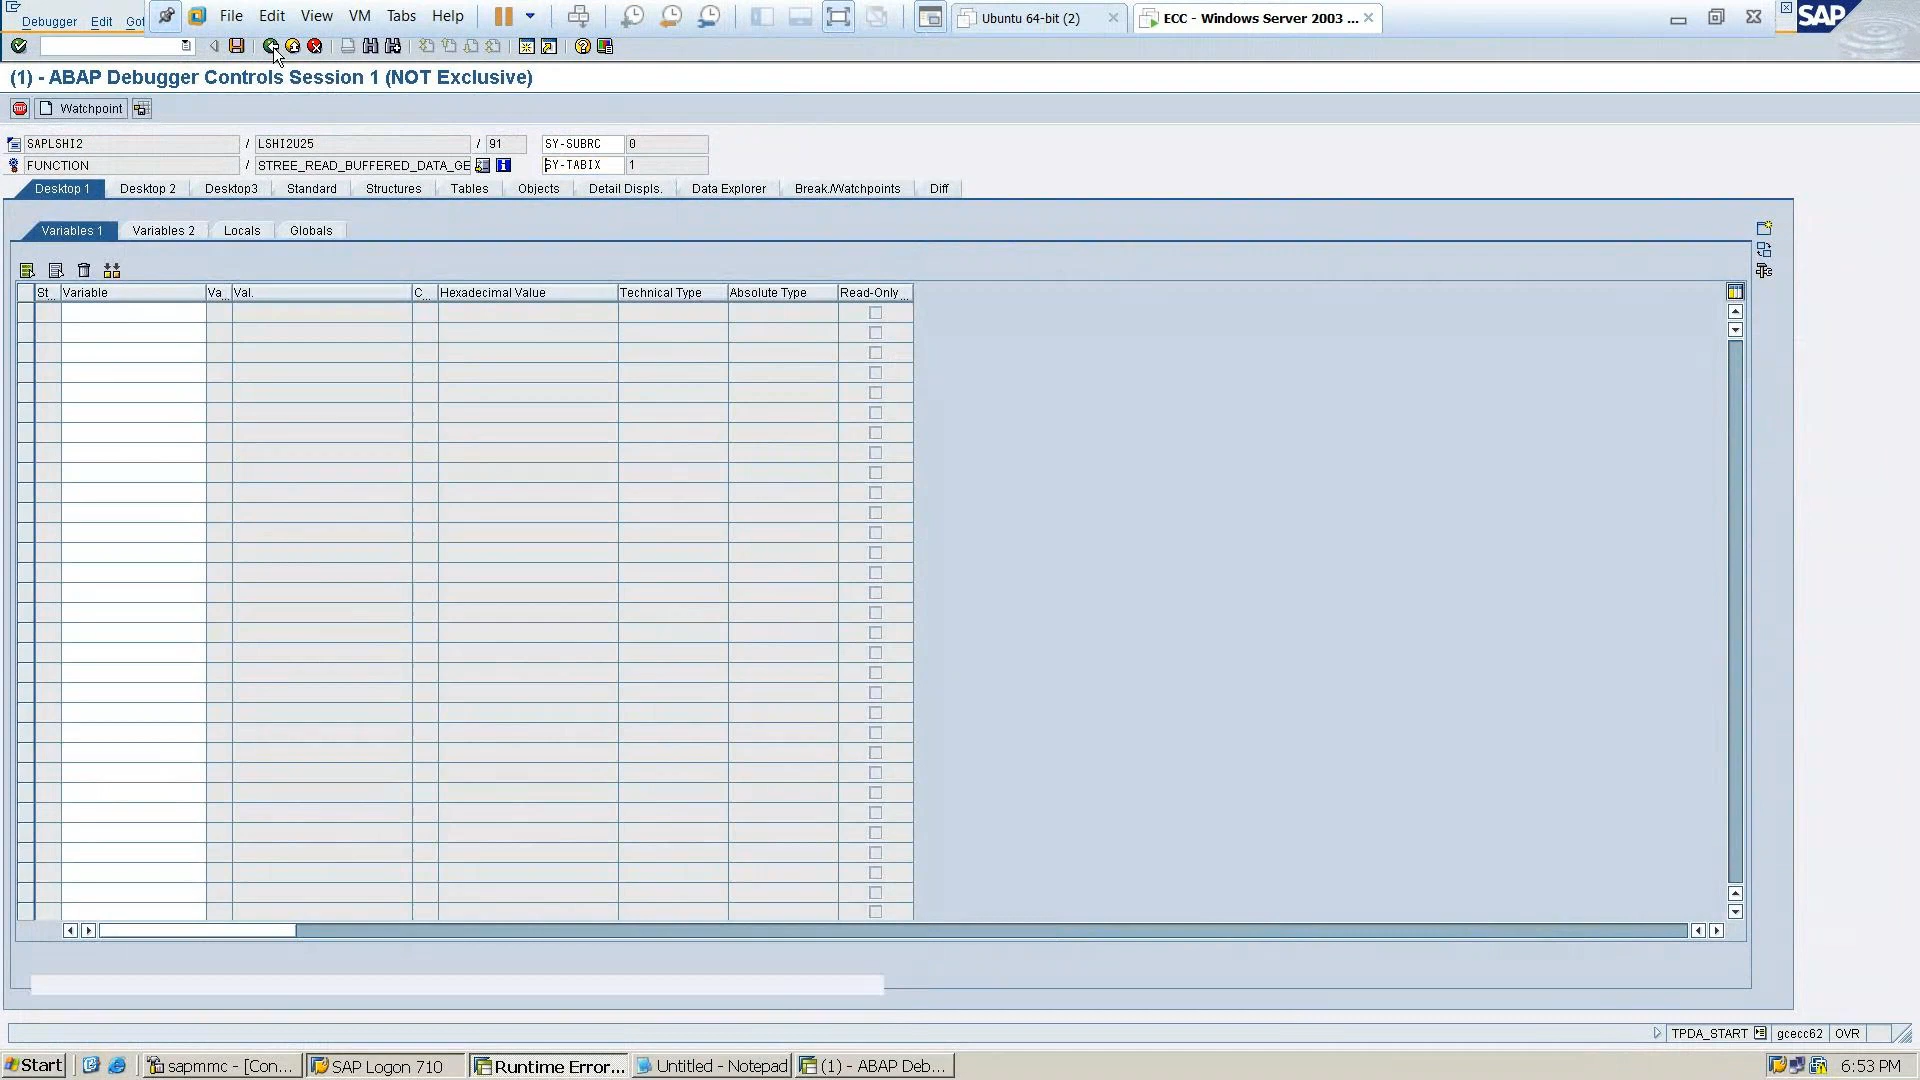 Debugger Edit Got File Edit View VM Tabs Help Ubuntu 64-bit (2) ECC - Windows Server 2003 ... SAP
(1) - ABAP Debugger Controls Session 1 (NOT Exclusive)
STOP Watchpoint
SAPLSHI2 / LSHI2U25 / 91 SY-SUBRC 0
FUNCTION / STREE_READ_BUFFERED_DATA_GE SY-TABIX 1
Desktop 1 Desktop 2 Desktop3 Standard Structures Tables Objects Detail Displs. Data Explorer Break./Watchpoints Diff
Variables 1 Variables 2 Locals Globals
St... Variable Va... Val. C... Hexadecimal Value Technical Type Absolute Type Read-Only ...
TPDA_START gcecc62 OVR
Start sapmmc - [Con... SAP Logon 710 Runtime Error... Untitled - Notepad (1) - ABAP Deb... 6:53 PM